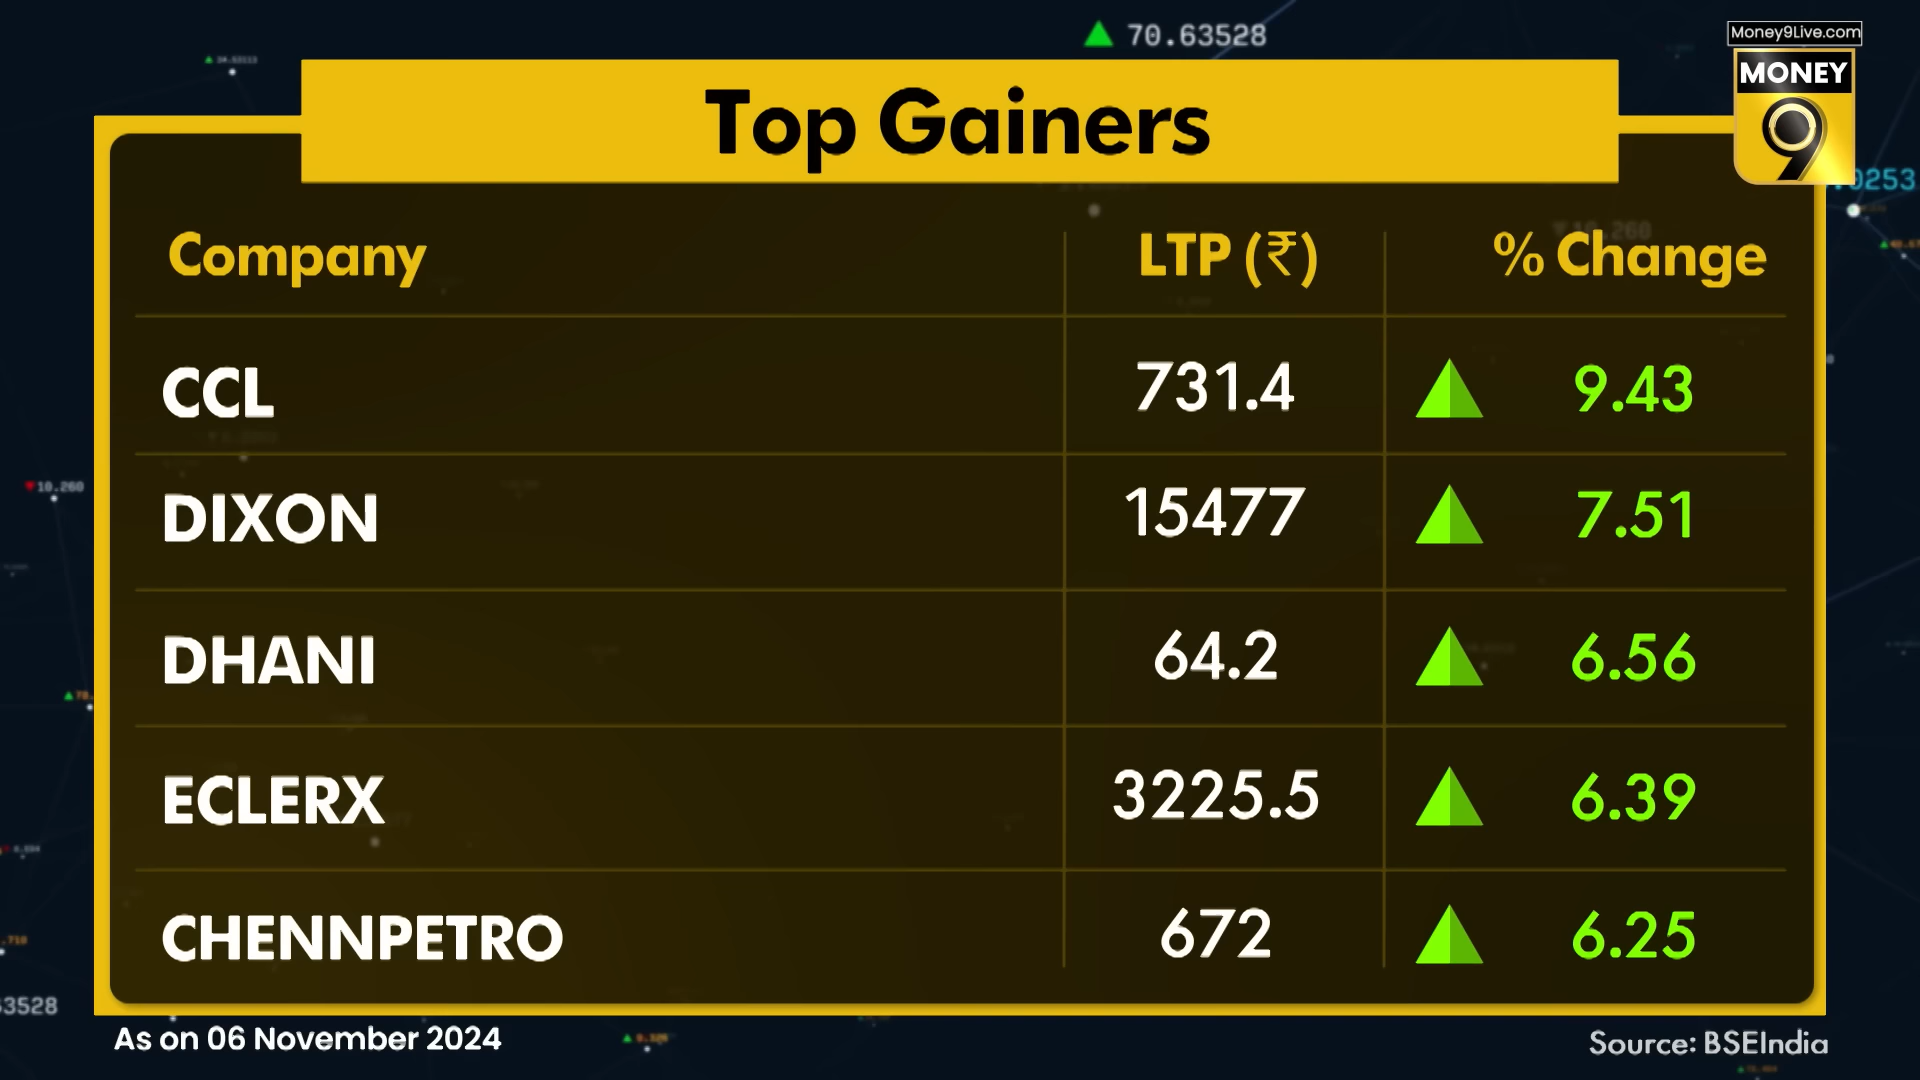 ▲ 70.63528
Money9Live.com
MONEY
9
Top Gainers
Company LTP (₹) % Change
CCL 731.4 ▲ 9.43
DIXON 15477 ▲ 7.51
DHANI 64.2 ▲ 6.56
ECLERX 3225.5 ▲ 6.39
CHENNPETRO 672 ▲ 6.25
▼10.260
As on 06 November 2024
Source: BSEIndia